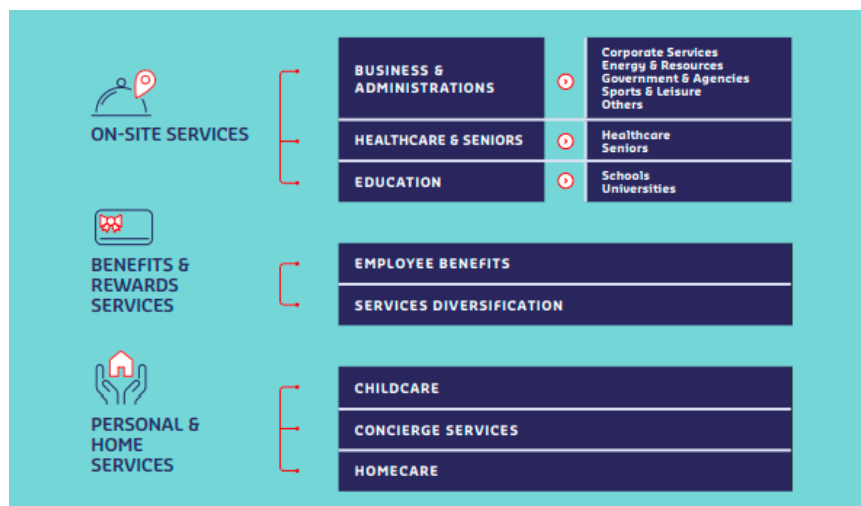 ON-SITE SERVICES
BUSINESS &
ADMINISTRATIONS
Corporate Services
Energy & Resources
Government & Agencies
Sports & Leisure
Others
HEALTHCARE & SENIORS
Healthcare
Seniors
EDUCATION
Schools
Universities
BENEFITS &
REWARDS
SERVICES
EMPLOYEE BENEFITS
SERVICES DIVERSIFICATION
PERSONAL &
HOME
SERVICES
CHILDCARE
CONCIERGE SERVICES
HOMECARE